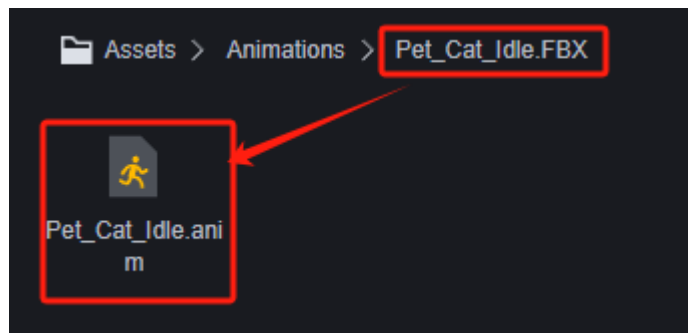 Assets > Animations > Pet_Cat_Idle.FBX
Pet_Cat_Idle.ani
m